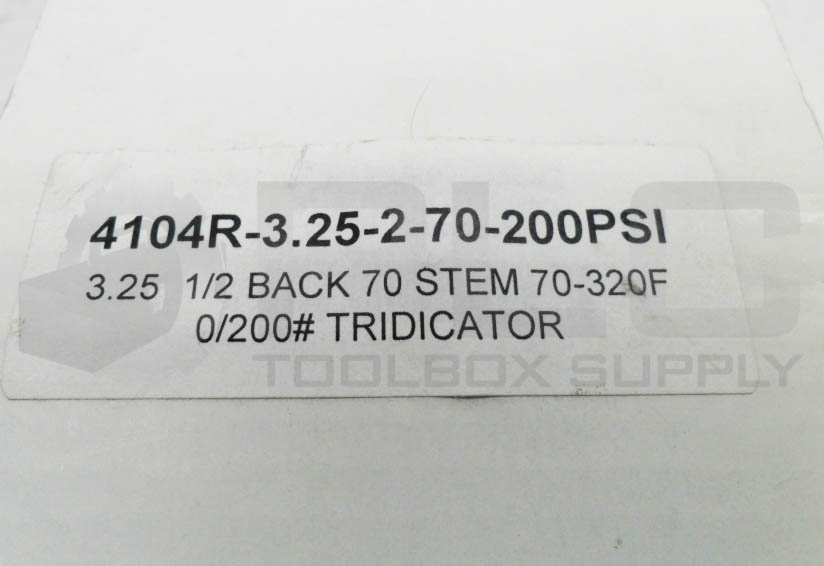 4104R-3.25-2-70-200PSI
3.25 1/2 BACK 70 STEM 70-320F
0/200# TRIDICATOR
PLC
TOOLBOX SUPPLY